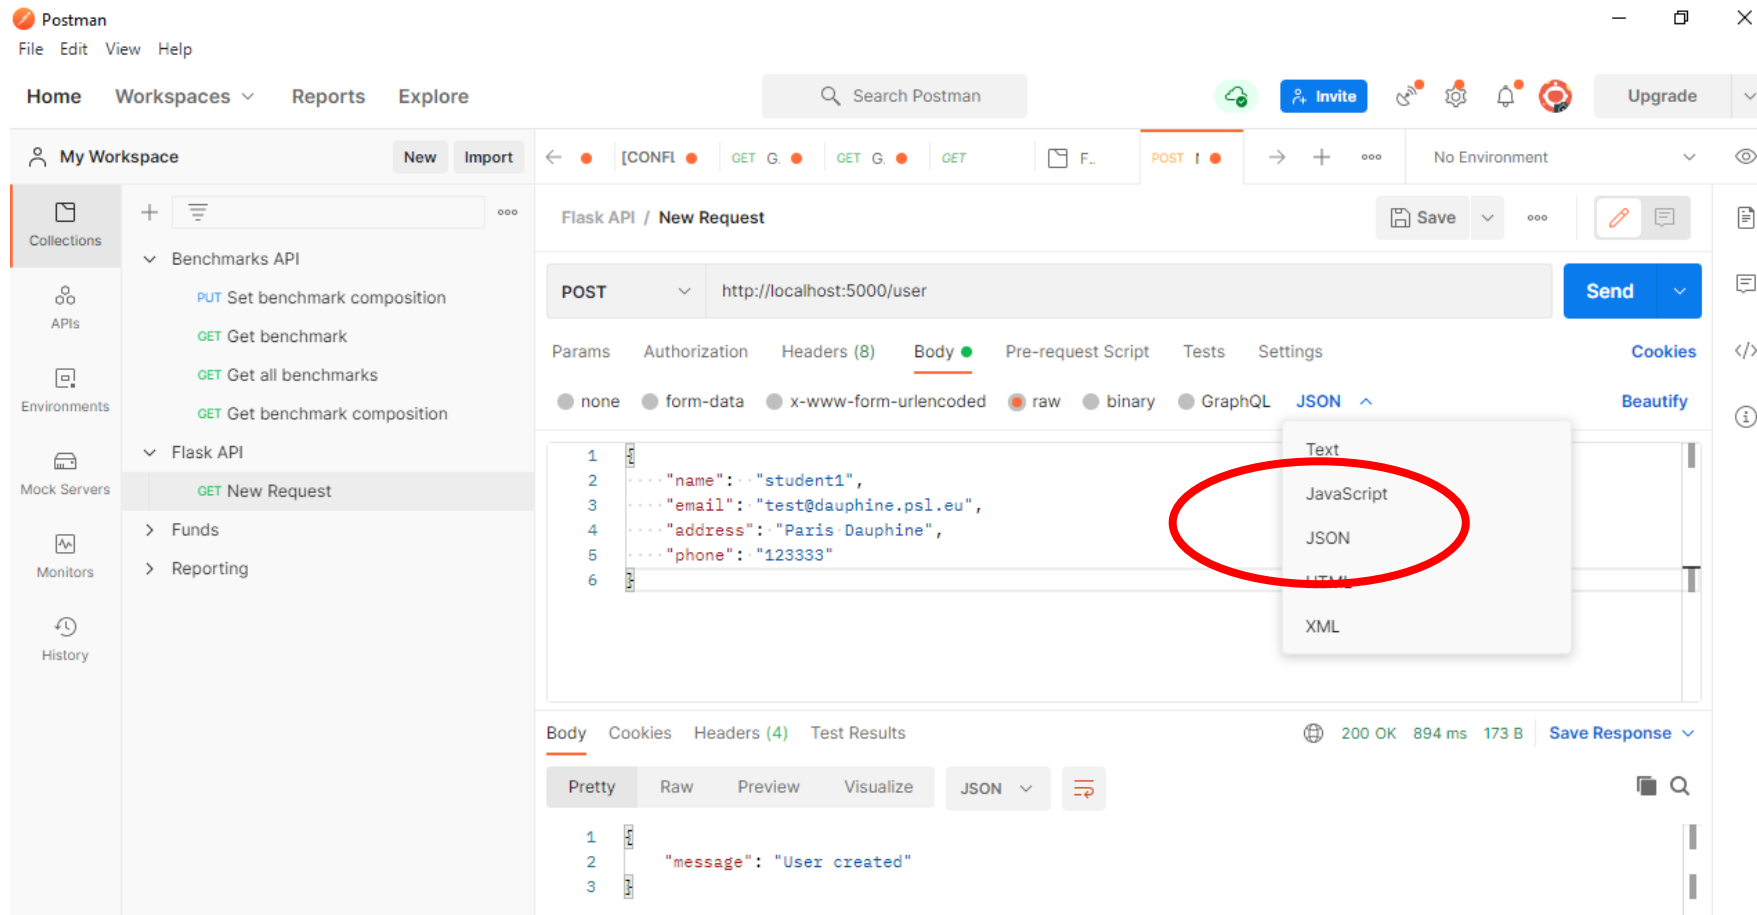 Postman
File Edit View Help
Home Workspaces Reports Explore Search Postman Invite Upgrade
My Workspace New Import [CONFL GET G. GET G. GET F.. POST No Environment
Collections
APIs
Environments
Mock Servers
Monitors
History
Benchmarks API
PUT Set benchmark composition
GET Get benchmark
GET Get all benchmarks
GET Get benchmark composition
Flask API
GET New Request
Funds
Reporting
Flask API / New Request Save
POST http://localhost:5000/user Send
Params Authorization Headers (8) Body Pre-request Script Tests Settings Cookies
none form-data x-www-form-urlencoded raw binary GraphQL JSON Beautify
1 {
2 "name": "student1",
3 "email": "test@dauphine.psl.eu",
4 "address": "Paris Dauphine",
5 "phone": "123333"
6 }
Text
JavaScript
JSON
HTML
XML
Body Cookies Headers (4) Test Results 200 OK 894 ms 173 B Save Response
Pretty Raw Preview Visualize JSON
1 {
2 "message": "User created"
3 }